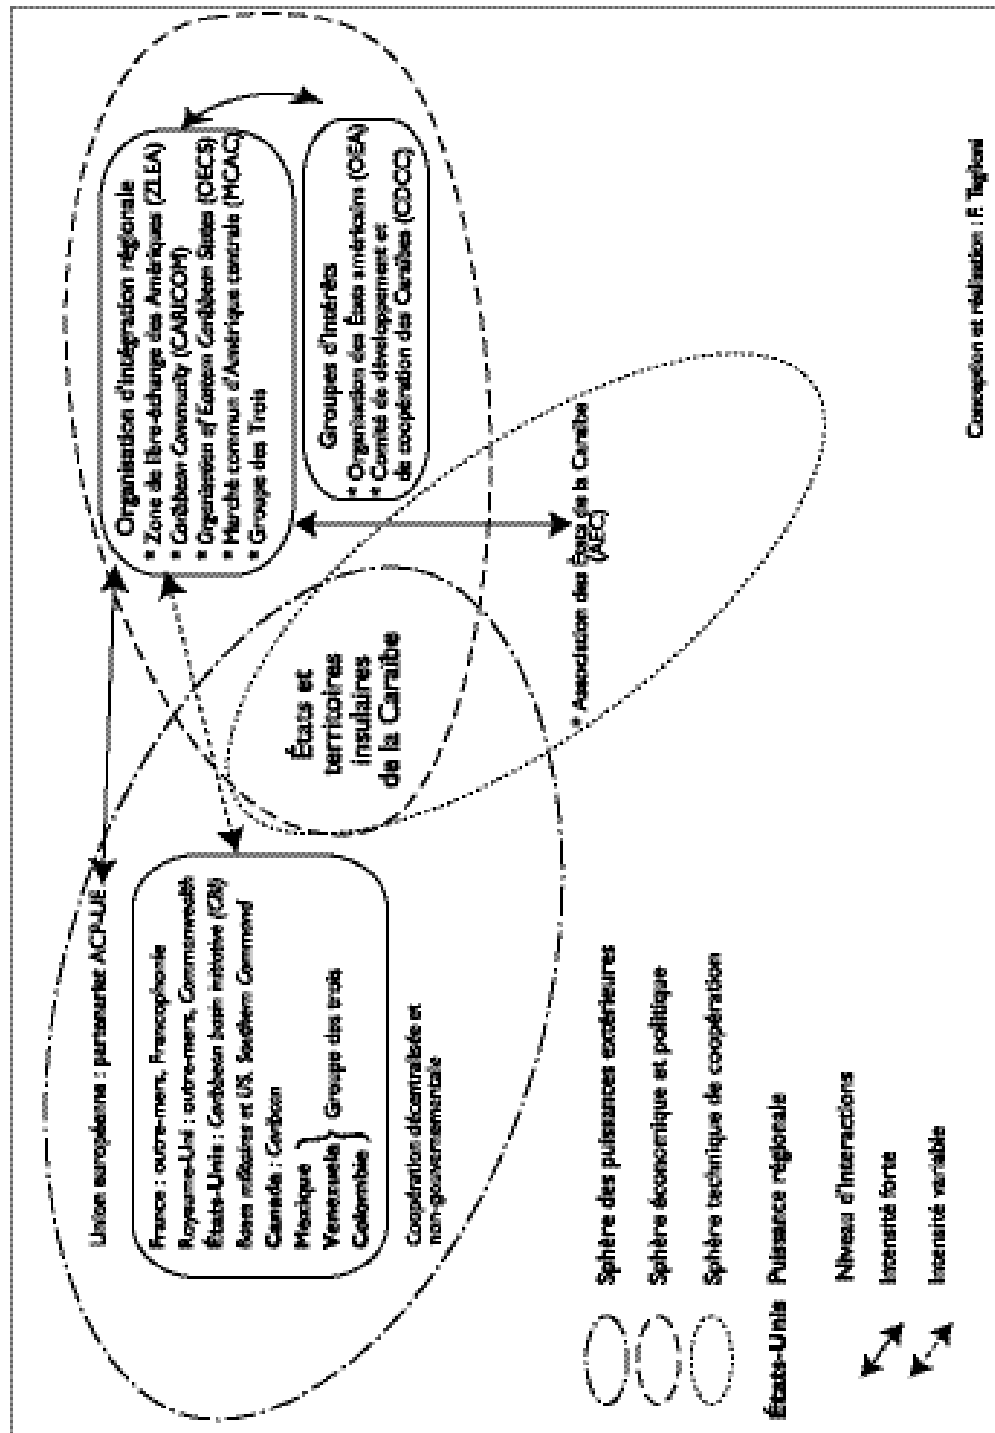 Union européenne : partenariat ACP-UE
France : outre-mers, Francophonie
Royaume-Uni : outre-mers, Commonwealth
États-Unis : Caribbean basin initiative (CBI)
Bases militaires et US. Southern Command
Canada : Caribcan
Mexique
Venezuela
Colombie
Groupe des trois
Coopération décentralisée et
non-gouvernementale
États et
territoires
insulaires
de la Caraïbe
Organisation d'intégration régionale
* Zone de libre-échange des Amériques (ZLEA)
* Caribbean Community (CARICOM)
* Organization of Eastern Caribbean States (OECS)
* Marché commun d'Amérique centrale (MCAC)
* Groupe des Trois
Groupes d'intérêts
* Organisation des États américains (OEA)
* Comité de développement et
de coopération des Caraïbes (CDCC)
* Association des États de la Caraïbe
(AEC)
Sphère des puissances extérieures
Sphère économique et politique
Sphère technique de coopération
États-Unis Puissance régionale
Niveau d'interactions
Intensité forte
Intensité variable
Conception et réalisation : F. Taglioni